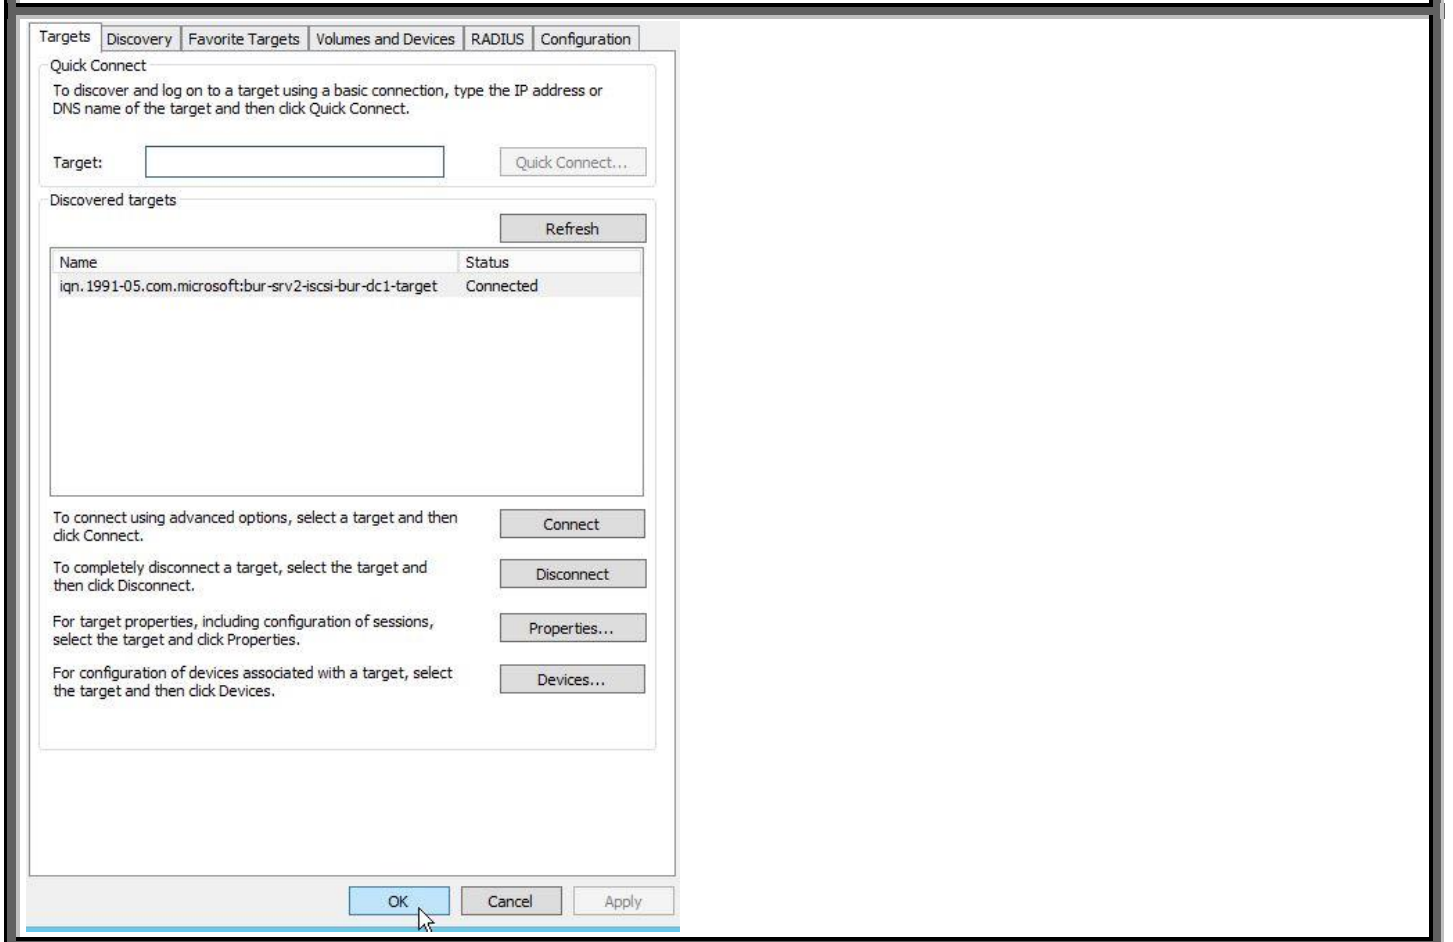 Targets Discovery Favorite Targets Volumes and Devices RADIUS Configuration
Quick Connect
To discover and log on to a target using a basic connection, type the IP address or
DNS name of the target and then click Quick Connect.
Target: Quick Connect...
Discovered targets
Refresh
Name Status
iqn.1991-05.com.microsoft:bur-srv2-iscsi-bur-dc1-target Connected
To connect using advanced options, select a target and then
click Connect.
Connect
To completely disconnect a target, select the target and
then click Disconnect.
Disconnect
For target properties, including configuration of sessions,
select the target and click Properties.
Properties...
For configuration of devices associated with a target, select
the target and then click Devices.
Devices...
OK Cancel Apply